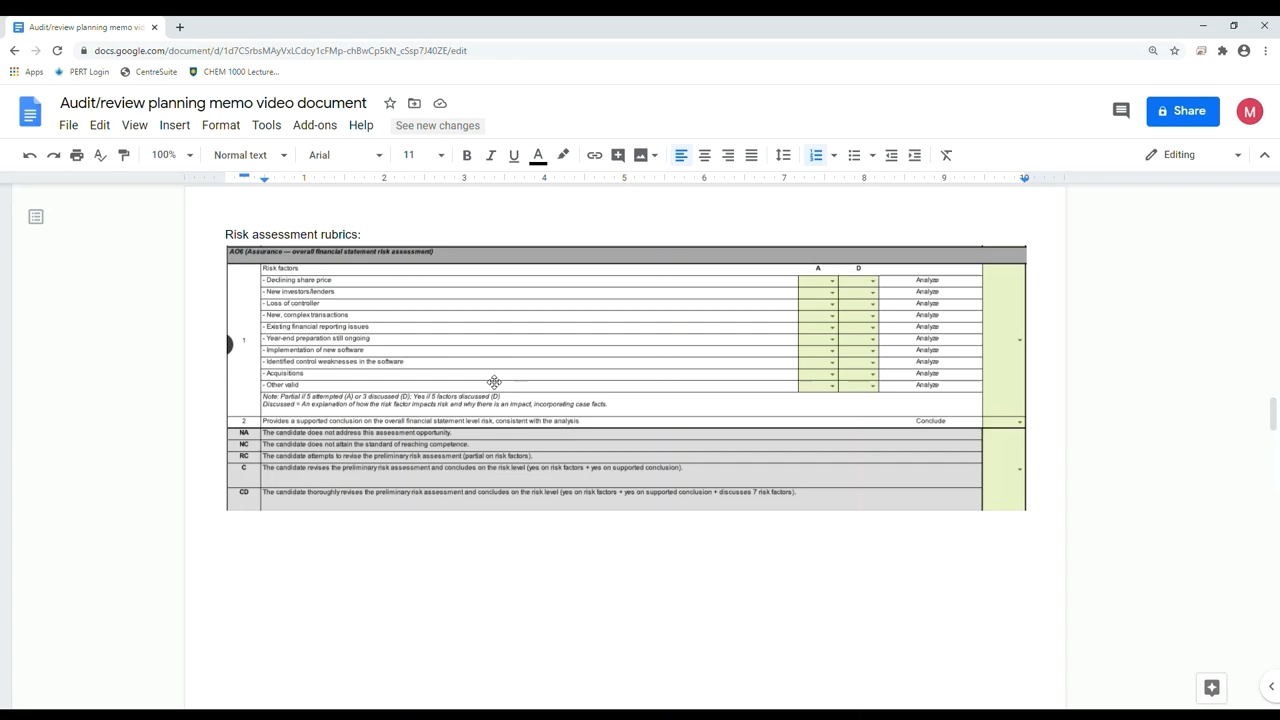 Audit/review planning memo vid
docs.google.com/document/d/1d7CSrbsMAyVxLCdcy1cFMp-chBwCp5kN_cSsp7J40ZE/edit
Apps PERT Login CentreSuite CHEM 1000 Lecture...
Audit/review planning memo video document
Share
M
File Edit View Insert Format Tools Add-ons Help See new changes
100% Normal text Arial 11 B I U A Editing
1 2 3 4 5 6 7 8 9 10
Risk assessment rubrics:
AO6 (Assurance — overall financial statement risk assessment)
Risk factors A D
- Declining share price Analyze
- New investors/lenders Analyze
- Loss of controller Analyze
- New, complex transactions Analyze
- Existing financial reporting issues Analyze
1 - Year-end preparation still ongoing Analyze
- Implementation of new software Analyze
- Identified control weaknesses in the software Analyze
- Acquisitions Analyze
- Other valid Analyze
Note: Partial if 5 attempted (A) or 3 discussed (D); Yes if 5 factors discussed (D)
Discussed = An explanation of how the risk factor impacts risk and why there is an impact, incorporating case facts.
2 Provides a supported conclusion on the overall financial statement level risk, consistent with the analysis Conclude
NA The candidate does not address this assessment opportunity.
NC The candidate does not attain the standard of reaching competence.
RC The candidate attempts to revise the preliminary risk assessment (partial on risk factors).
C The candidate revises the preliminary risk assessment and concludes on the risk level (yes on risk factors + yes on supported conclusion).
CD The candidate thoroughly revises the preliminary risk assessment and concludes on the risk level (yes on risk factors + yes on supported conclusion + discusses 7 risk factors).